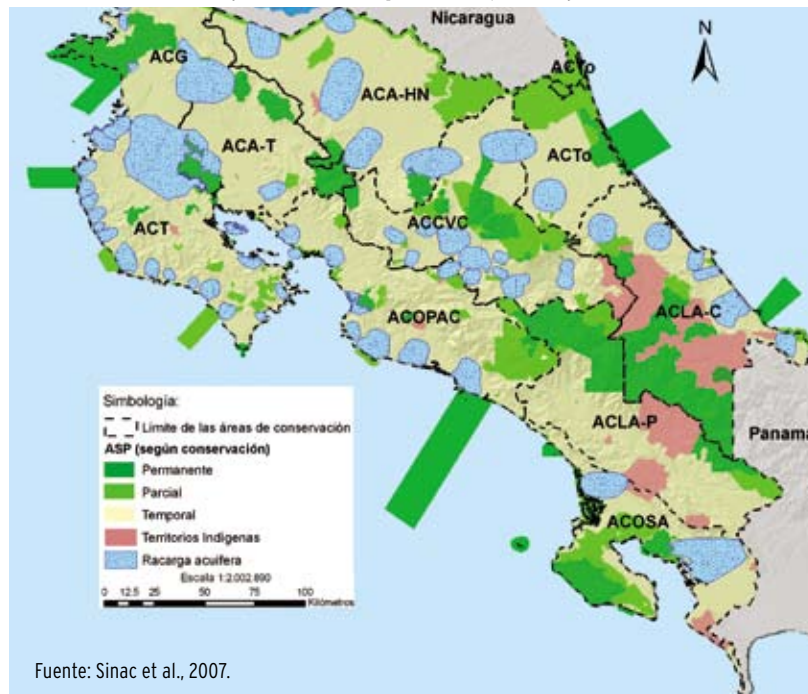 Nicaragua
N
ACG
ACTo
ACA-HN
ACA-T
ACTo
ACT
ACCVC
ACOPAC
ACLA-C
ACLA-P
Panama
ACOSA
Simbología:
Límite de las áreas de conservación
ASP (según conservación)
Permanente
Parcial
Temporal
Territorios Indigenas
Racarga acuifera
Escala 1:2.002.890
0 12.5 25 50 75 100
Kilómetros
Fuente: Sinac et al., 2007.